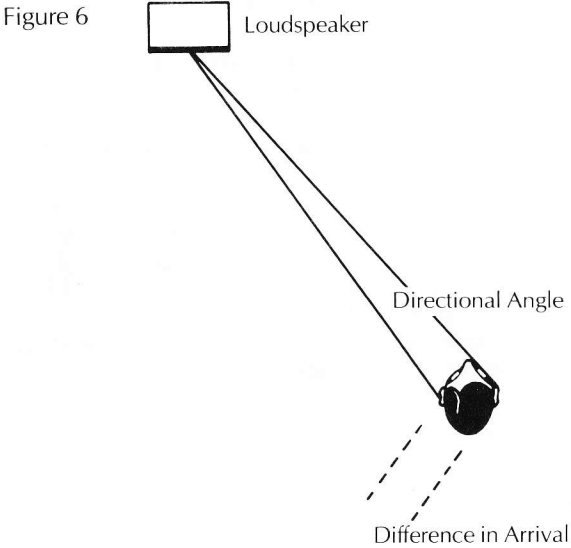 Figure 6
Loudspeaker
Directional Angle
Difference in Arrival